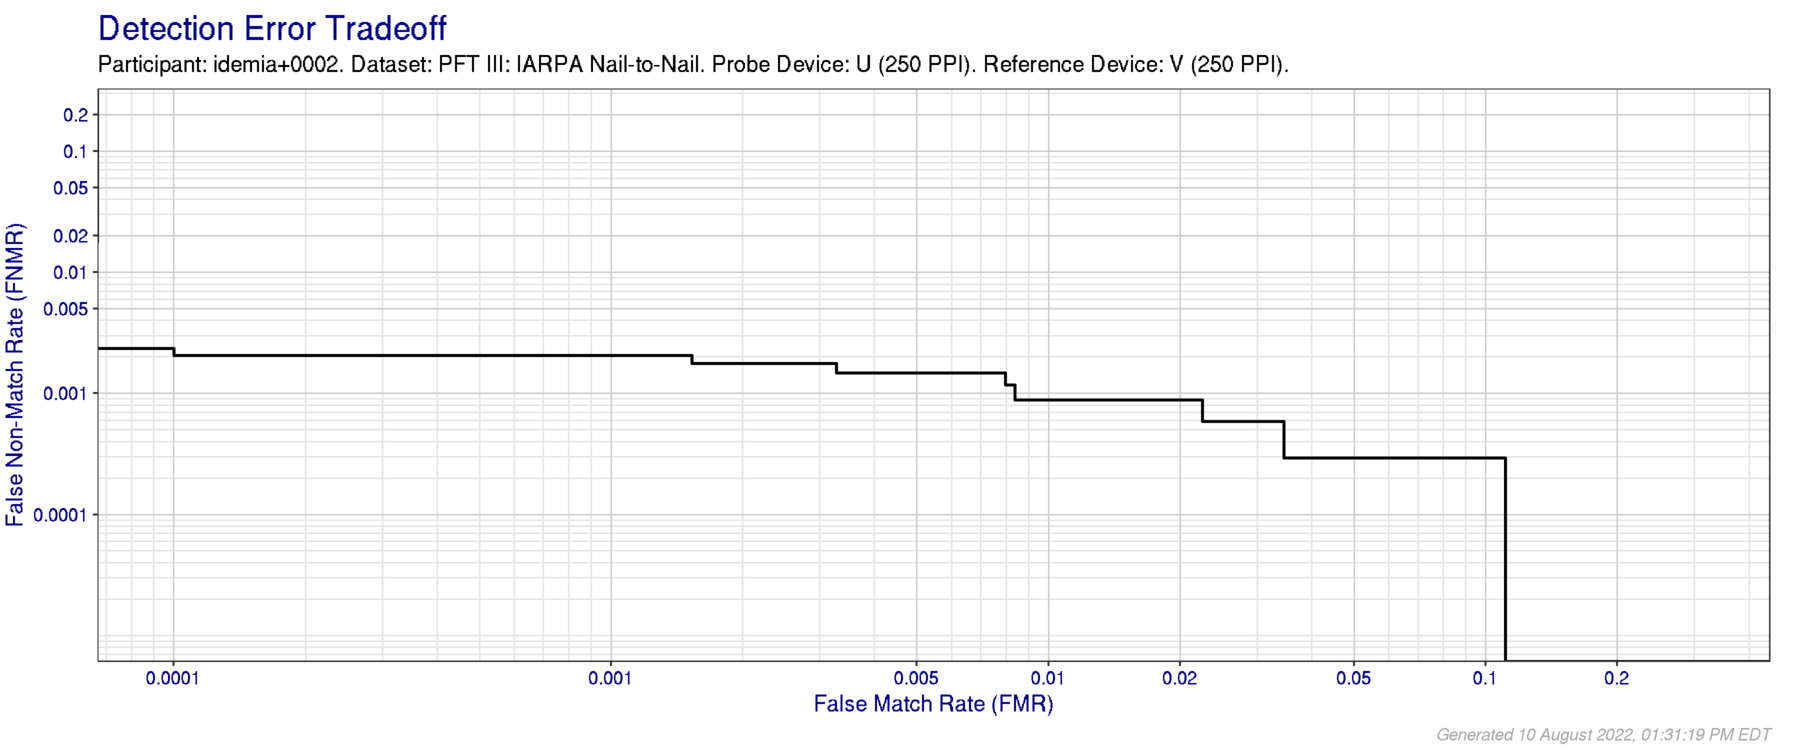 Detection Error Tradeoff
Participant: idemia+0002. Dataset: PFT III: IARPA Nail-to-Nail. Probe Device: U (250 PPI). Reference Device: V (250 PPI).
False Non-Match Rate (FNMR)
0.2
0.1
0.05
0.02
0.01
0.005
0.001
0.0001
0.0001 0.001 0.005 0.01 0.02 0.05 0.1 0.2
False Match Rate (FMR)
Generated 10 August 2022, 01:31:19 PM EDT